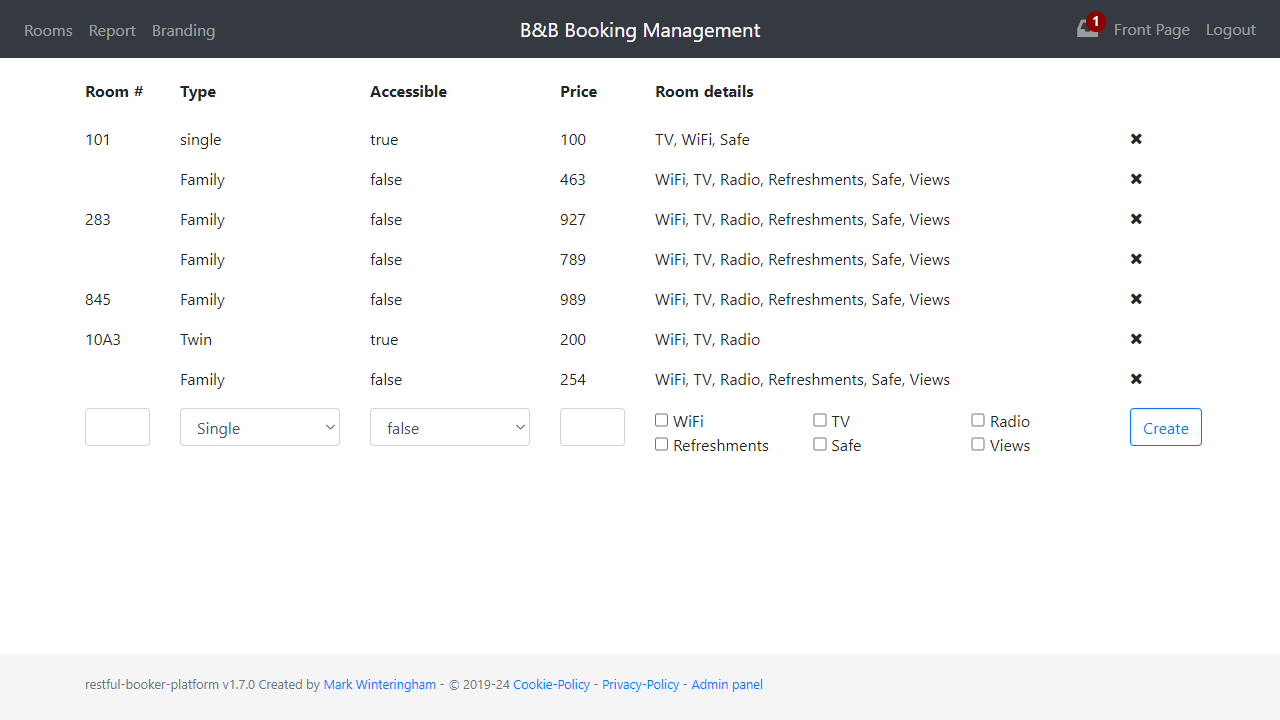 Rooms Report Branding B&B Booking Management 1 Front Page Logout
Room # Type Accessible Price Room details
101 single true 100 TV, WiFi, Safe
Family false 463 WiFi, TV, Radio, Refreshments, Safe, Views
283 Family false 927 WiFi, TV, Radio, Refreshments, Safe, Views
Family false 789 WiFi, TV, Radio, Refreshments, Safe, Views
845 Family false 989 WiFi, TV, Radio, Refreshments, Safe, Views
10A3 Twin true 200 WiFi, TV, Radio
Family false 254 WiFi, TV, Radio, Refreshments, Safe, Views
Single false WiFi TV Radio Create
Refreshments Safe Views
restful-booker-platform v1.7.0 Created by Mark Winteringham - © 2019-24 Cookie-Policy - Privacy-Policy - Admin panel